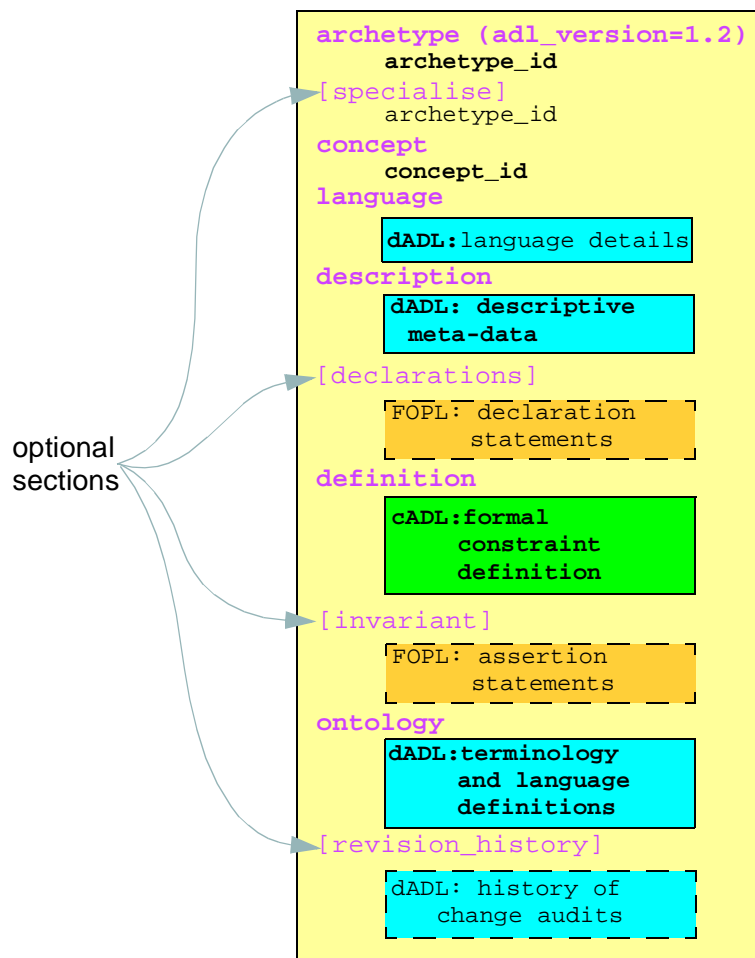 archetype (adl_version=1.2)
archetype_id
[specialise]
archetype_id
concept
concept_id
language
dADL:language details
description
dADL: descriptive
meta-data
[declarations]
FOPL: declaration
statements
optional
sections
definition
cADL:formal
constraint
definition
[invariant]
FOPL: assertion
statements
ontology
dADL:terminology
and language
definitions
[revision_history]
dADL: history of
change audits